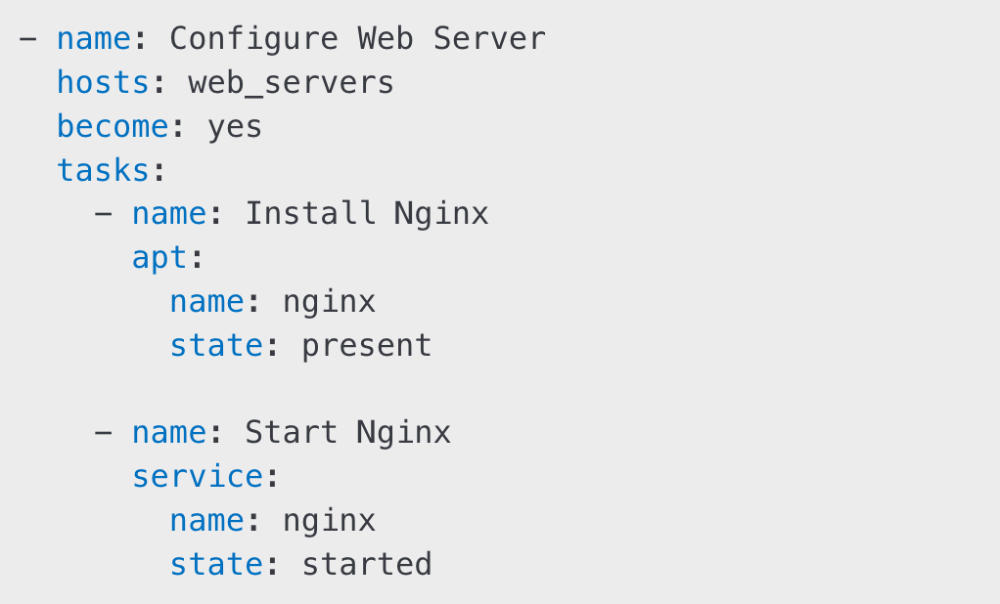 - name: Configure Web Server
  hosts: web_servers
  become: yes
  tasks:
    - name: Install Nginx
      apt:
        name: nginx
        state: present

    - name: Start Nginx
      service:
        name: nginx
        state: started